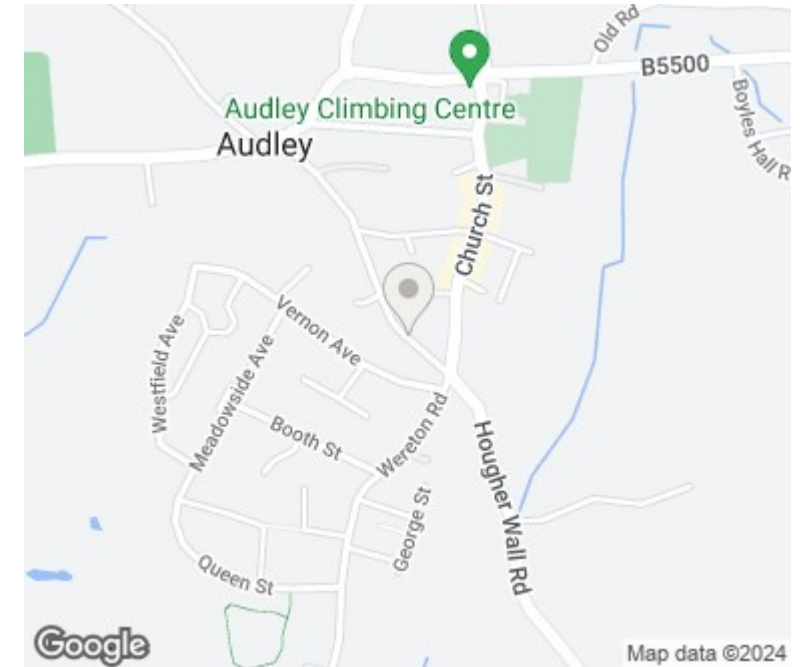 Old Rd
B5500
Boyles Hall R
Audley Climbing Centre
Audley
Church St
Vernon Ave
Westfield Ave
Meadowside Ave
Booth St
Wereton Rd
Hougher Wall Rd
George St
Queen St
Google
Map data ©2024